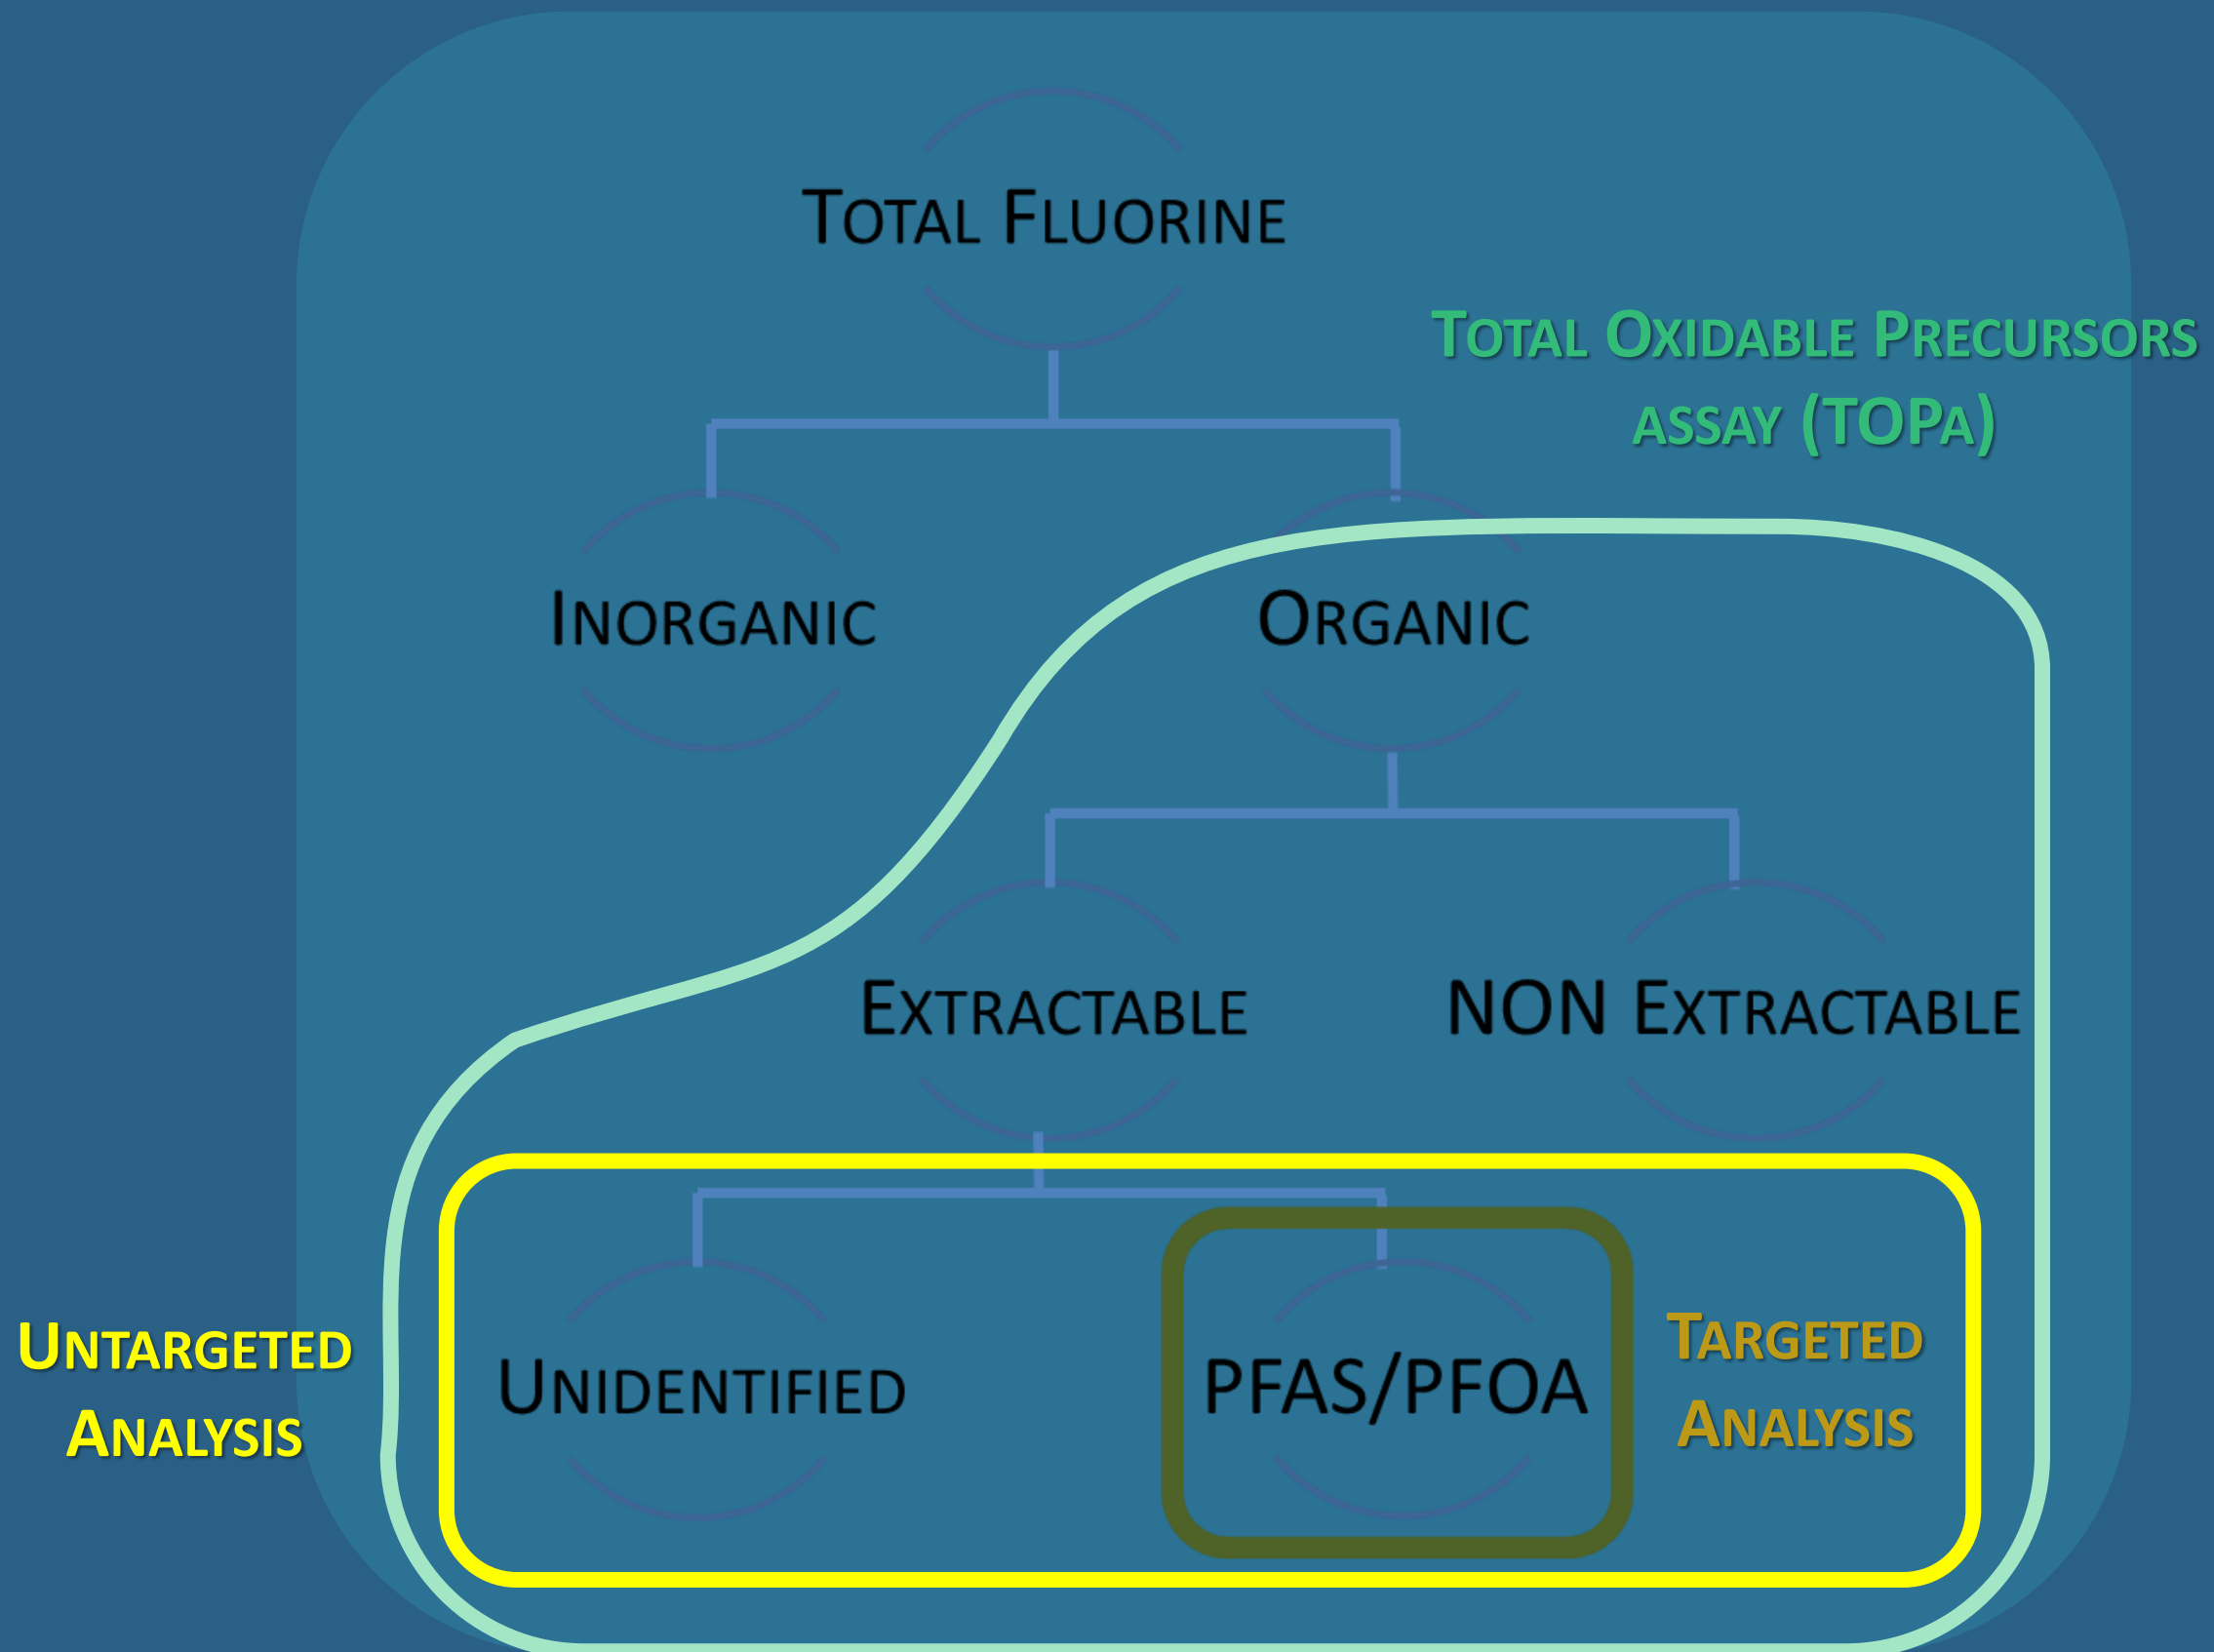 Total Fluorine
Total Oxidable Precursors
assay (TOPa)
Inorganic
Organic
Extractable
NON Extractable
Untargeted
Analysis
Unidentified
PFAS/PFOA
Targeted
Analysis